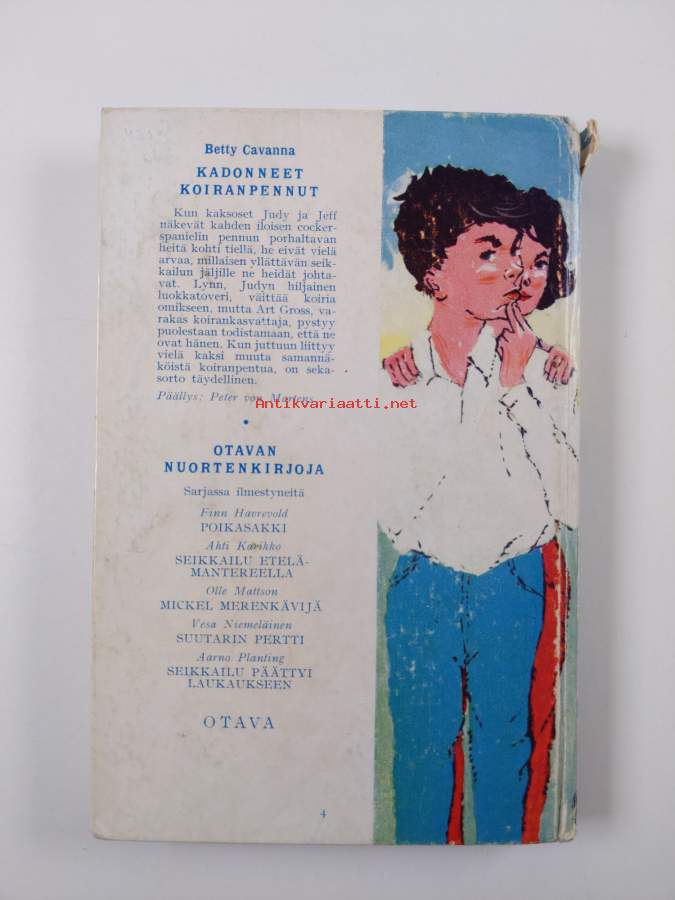 Betty Cavanna
KADONNEET
KOIRANPENNUT
Kun kaksoset Judy ja Jeff
näkevät kahden iloisen cocker-
spanielin pennun porhaltavan
heitä kohti tiellä, he eivät vielä
arvaa, millaisen yllättävän seik-
kailun jäljille ne heidät johta-
vat. Lynn, Judyn hiljainen
luokkatoveri, väittää koiria
omikseen, mutta Art Gross, va-
rakas koirankasvattaja, pystyy
puolestaan todistamaan, että ne
ovat hänen. Kun juttuun liittyy
vielä kaksi muuta samannä-
köistä koiranpentua, on seka-
sorto täydellinen.
Päällys: Peter von Martens
Antikvariaatti.net
OTAVAN
NUORTENKIRJOJA
Sarjassa ilmestyneitä
Finn Havrevold
POIKASAKKI
Ahti Karikko
SEIKKAILU ETELÄ-
MANTEREELLA
Olle Mattson
MICKEL MERENKÄVIJÄ
Vesa Niemeläinen
SUUTARIN PERTTI
Aarno Planting
SEIKKAILU PÄÄTTYI
LAUKAUKSEEN
OTAVA
4